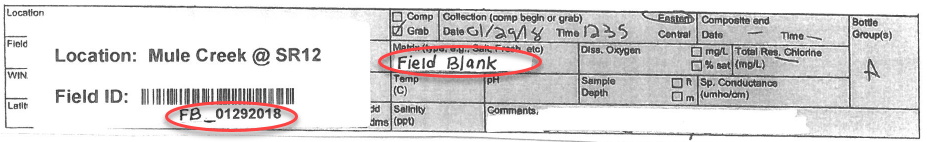 Location
Comp Collection (comp begin or grab) Eastern Composite end Bottle
Grab Date 01/29/18 Time 1235 Central Date — Time — Group(s)
Field
Location: Mule Creek @ SR12
Matrix (type, e.g., Salt, Fresh, etc) Diss. Oxygen mg/L Total Res. Chlorine
Field Blank % sat (mg/L) A
WIN
Field ID:
Temp pH Sample ft Sp. Conductance
(C) Depth m (umho/cm)
Latit
FB_01292018
dd Salinity Comments
dms (ppt)